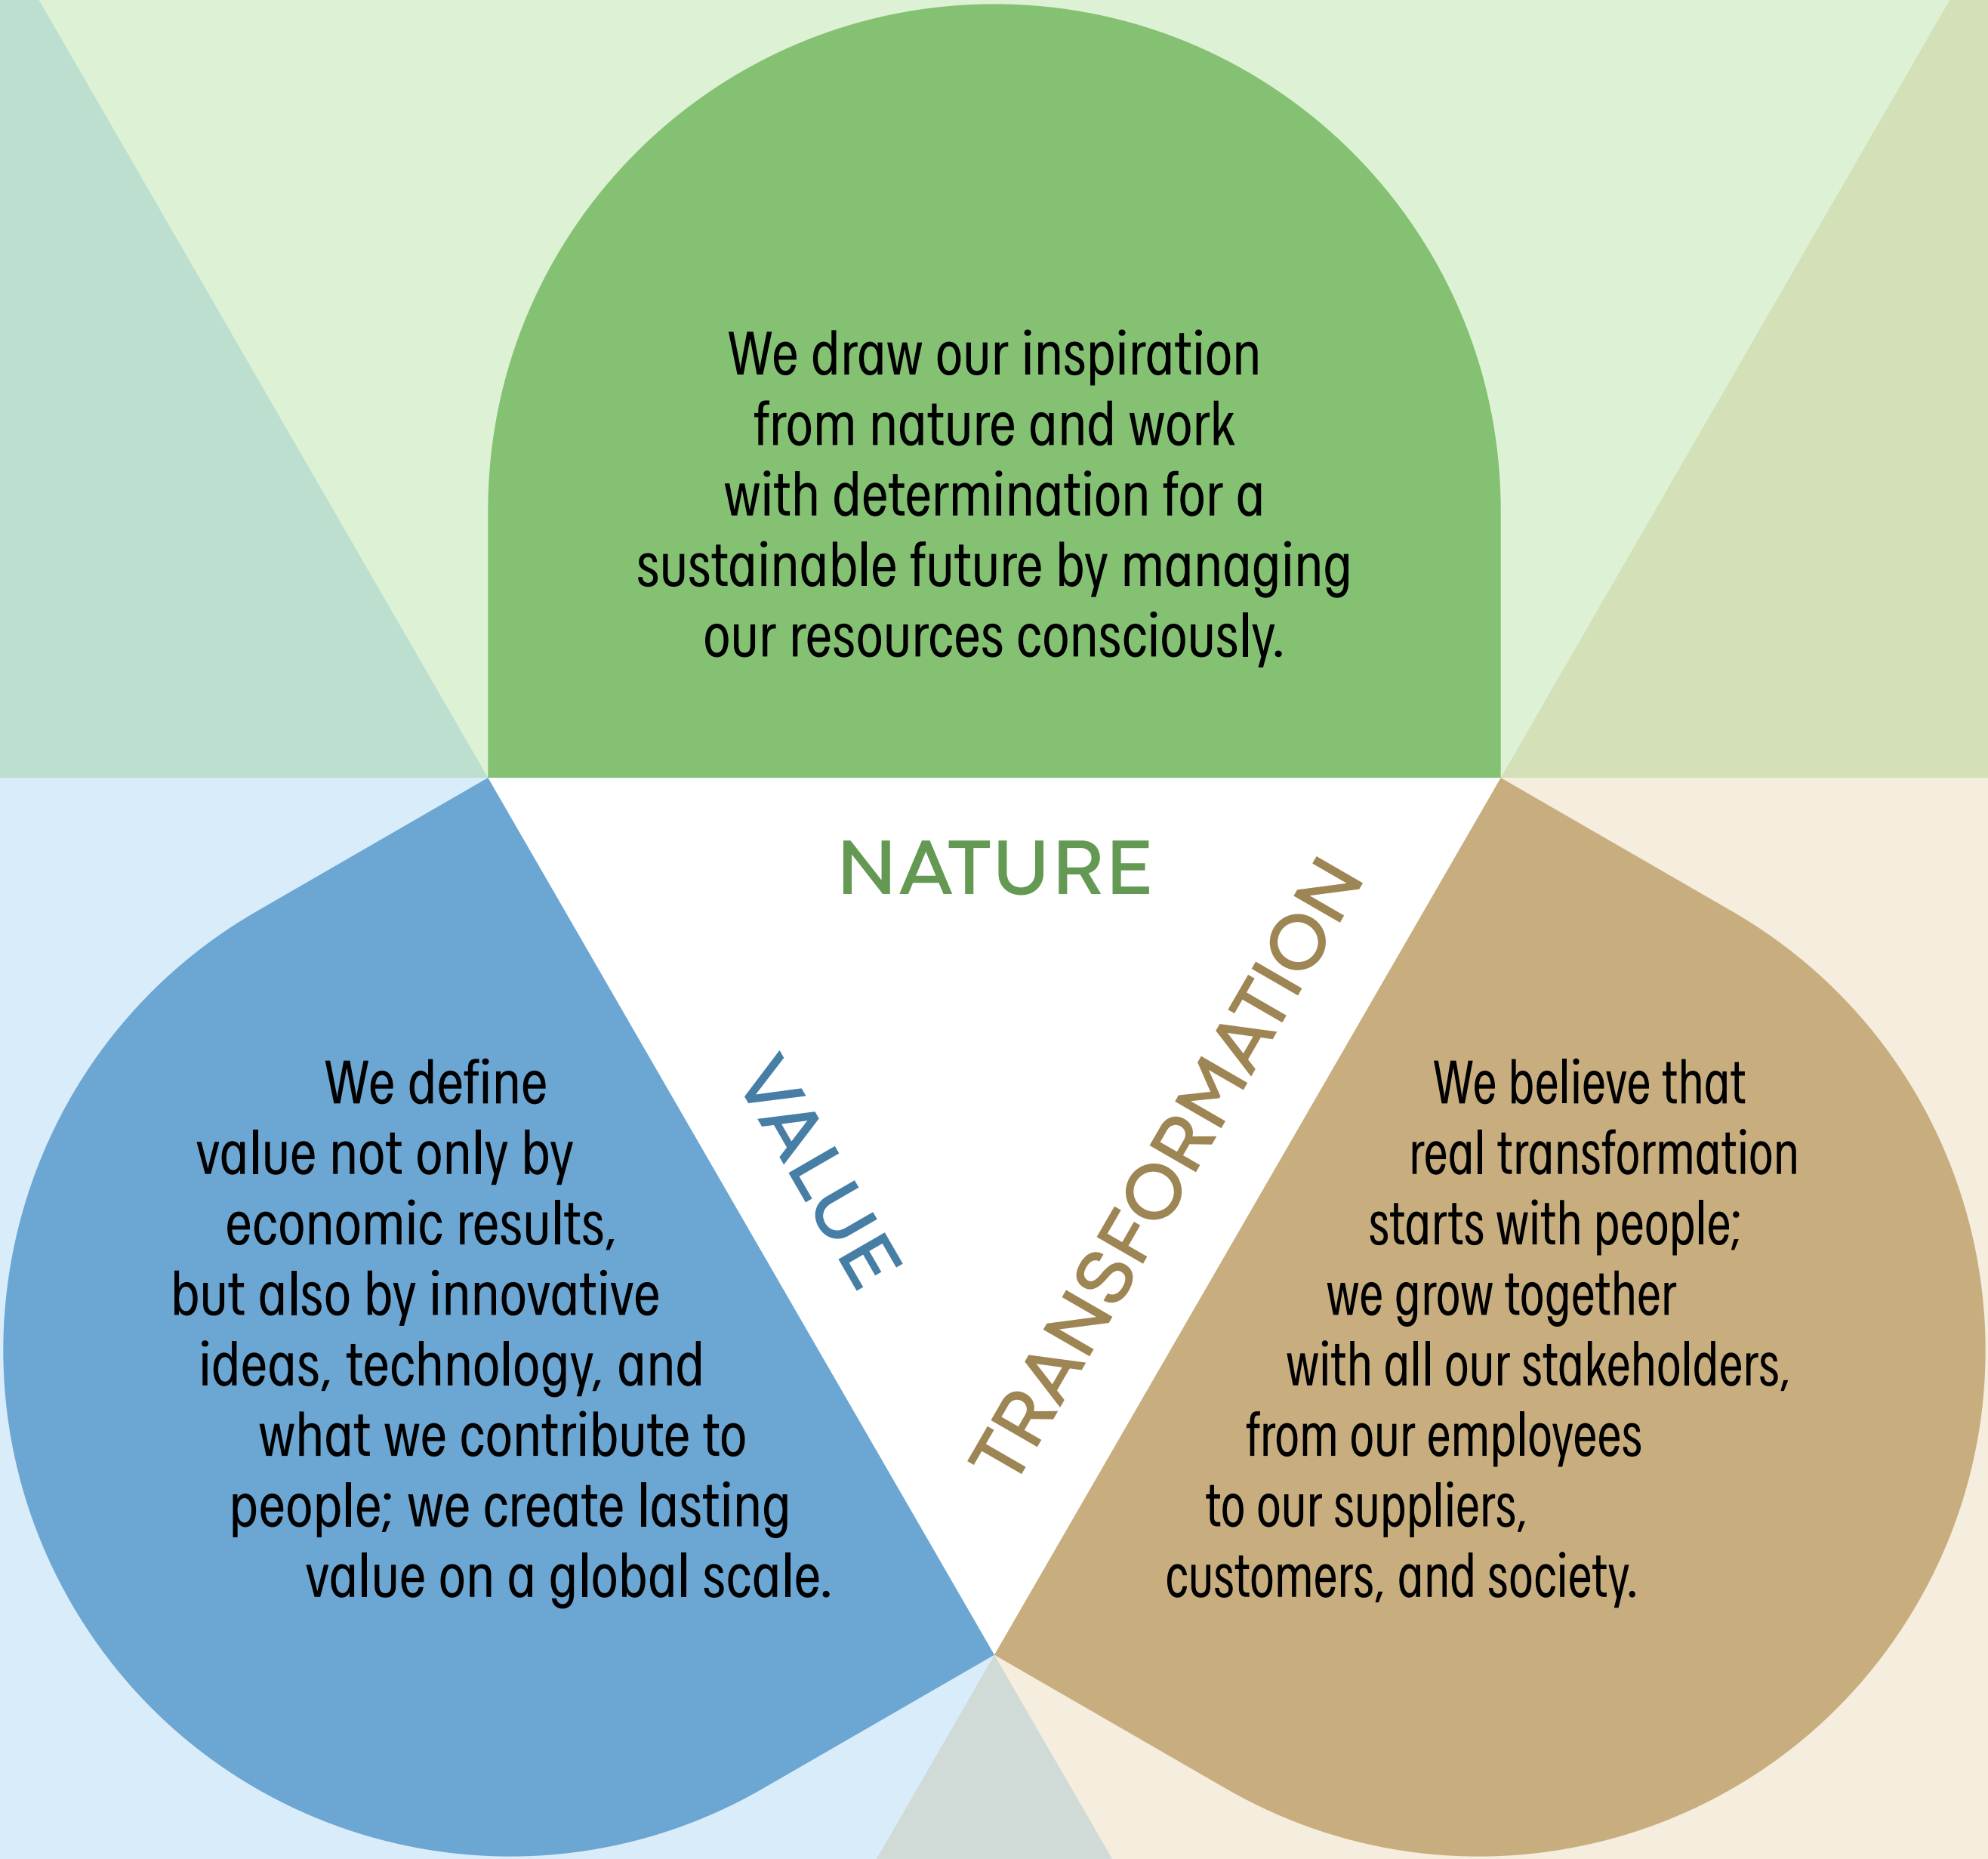 We draw our inspiration
from nature and work
with determination for a
sustainable future by managing
our resources consciously.
NATURE
TRANSFORMATION
VALUE
We define
value not only by
economic results,
but also by innovative
ideas, technology, and
what we contribute to
people; we create lasting
value on a global scale.
We believe that
real transformation
starts with people;
we grow together
with all our stakeholders,
from our employees
to our suppliers,
customers, and society.